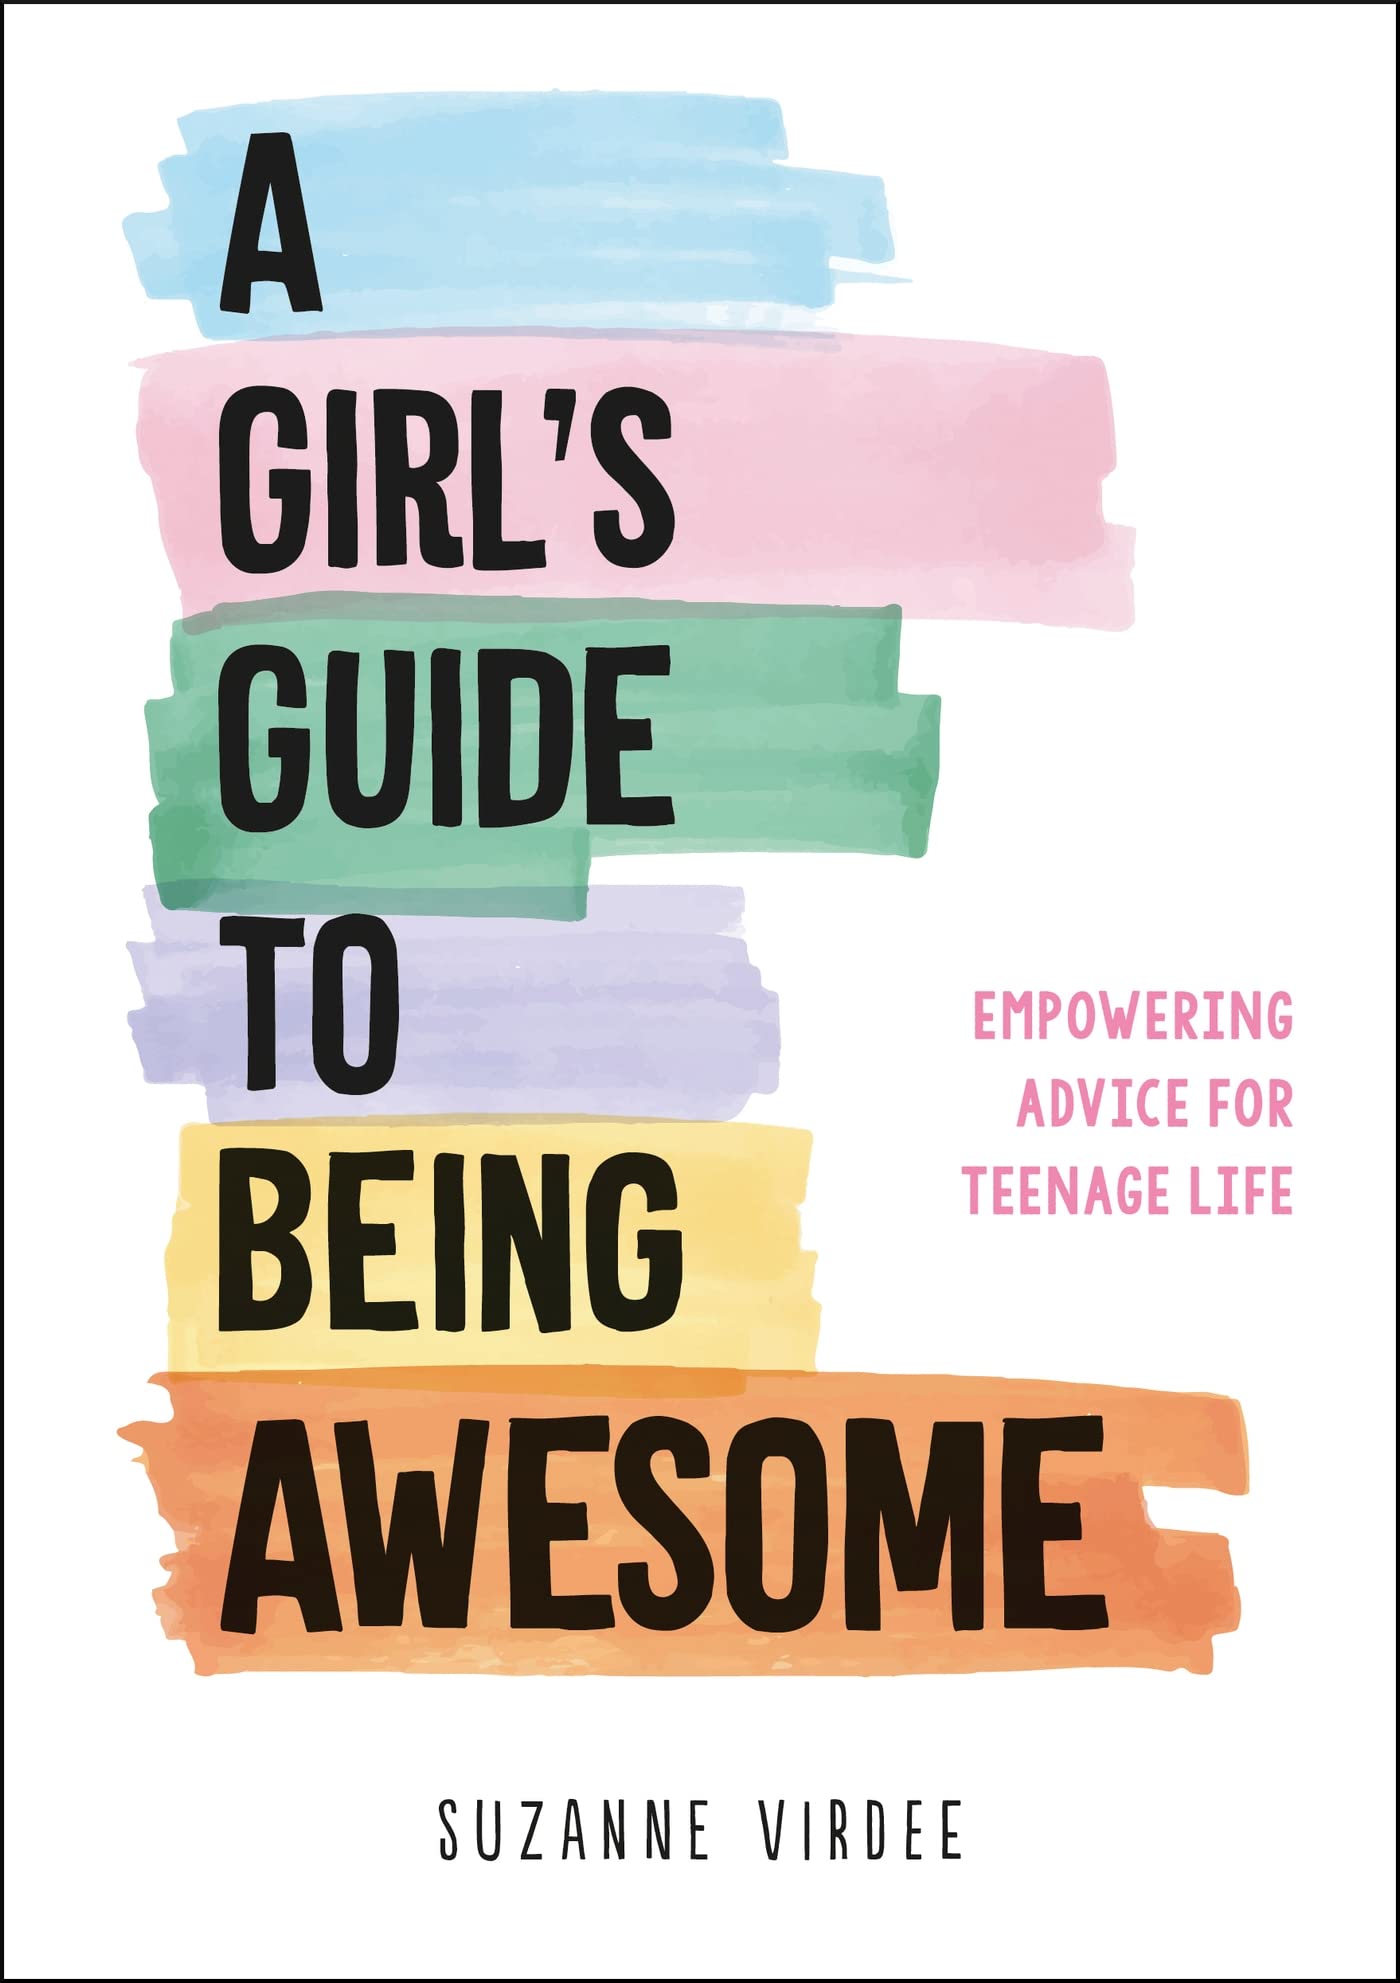 A
GIRL'S
GUIDE
TO
BEING
AWESOME
EMPOWERING
ADVICE FOR
TEENAGE LIFE
SUZANNE VIRDEE